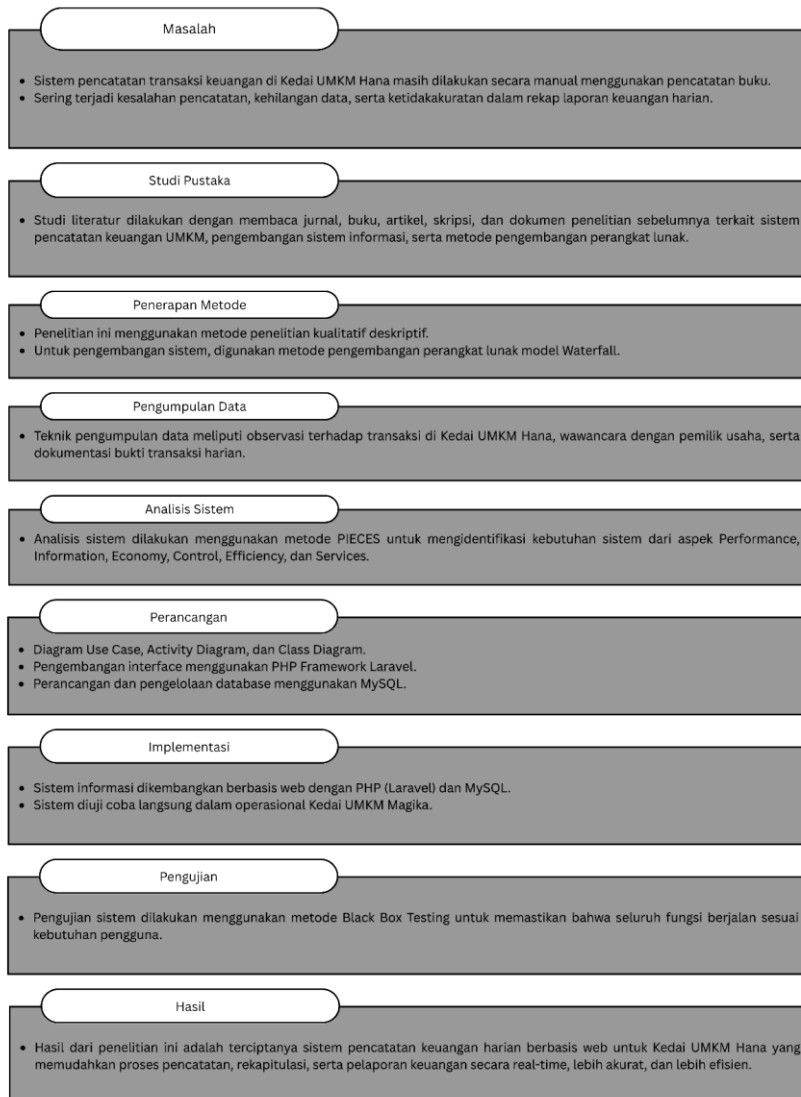 Masalah
• Sistem pencatatan transaksi keuangan di Kedai UMKM Hana masih dilakukan secara manual menggunakan pencatatan buku.
• Sering terjadi kesalahan pencatatan, kehilangan data, serta ketidakakuratan dalam rekap laporan keuangan harian.
Studi Pustaka
• Studi literatur dilakukan dengan membaca jurnal, buku, artikel, skripsi, dan dokumen penelitian sebelumnya terkait sistem
pencatatan keuangan UMKM, pengembangan sistem informasi, serta metode pengembangan perangkat lunak.
Penerapan Metode
• Penelitian ini menggunakan metode penelitian kualitatif deskriptif.
• Untuk pengembangan sistem, digunakan metode pengembangan perangkat lunak model Waterfall.
Pengumpulan Data
• Teknik pengumpulan data meliputi observasi terhadap transaksi di Kedai UMKM Hana, wawancara dengan pemilik usaha, serta
dokumentasi bukti transaksi harian.
Analisis Sistem
• Analisis sistem dilakukan menggunakan metode PIECES untuk mengidentifikasi kebutuhan sistem dari aspek Performance,
Information, Economy, Control, Efficiency, dan Services.
Perancangan
• Diagram Use Case, Activity Diagram, dan Class Diagram.
• Pengembangan interface menggunakan PHP Framework Laravel.
• Perancangan dan pengelolaan database menggunakan MySQL.
Implementasi
• Sistem informasi dikembangkan berbasis web dengan PHP (Laravel) dan MySQL.
• Sistem diuji coba langsung dalam operasional Kedai UMKM Magika.
Pengujian
• Pengujian sistem dilakukan menggunakan metode Black Box Testing untuk memastikan bahwa seluruh fungsi berjalan sesuai
kebutuhan pengguna.
Hasil
• Hasil dari penelitian ini adalah terciptanya sistem pencatatan keuangan harian berbasis web untuk Kedai UMKM Hana yang
memudahkan proses pencatatan, rekapitulasi, serta pelaporan keuangan secara real-time, lebih akurat, dan lebih efisien.